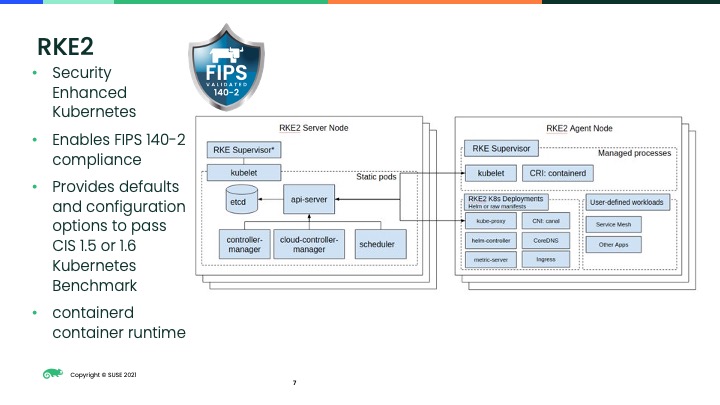 RKE2
• Security
Enhanced
Kubernetes
• Enables FIPS 140-2
compliance
• Provides defaults
and configuration
options to pass
CIS 1.5 or 1.6
Kubernetes
Benchmark
• containerd
container runtime
FIPS
VALIDATED
140-2
RKE2 Server Node
RKE Supervisor*
kubelet
Static pods
etcd
api-server
controller-
manager
cloud-controller-
manager
scheduler
RKE2 Agent Node
RKE Supervisor
Managed processes
kubelet
CRI: containerd
RKE2 K8s Deployments
Helm or raw manifests
kube-proxy
CNI: canal
helm-controller
CoreDNS
metric-server
Ingress
User-defined workloads
Service Mesh
Other Apps
Copyright © SUSE 2021
7